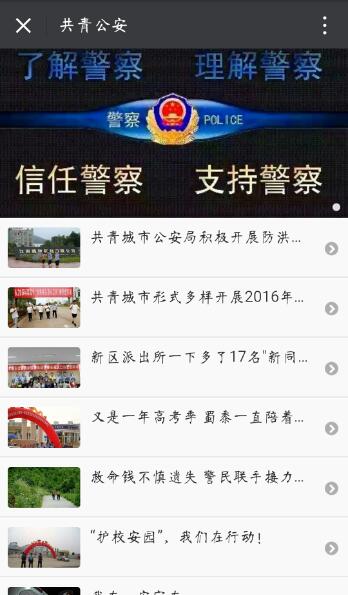 共青公安
了解警察 理解警察
警察 POLICE
信任警察 支持警察
共青城市公安局积极开展防洪...
共青城市形式多样开展2016年...
新区派出所一下多了17名"新同...
又是一年高考季 蜀黍一直陪着...
救命钱不慎遗失 警民联手接力...
“护校安园”，我们在行动！